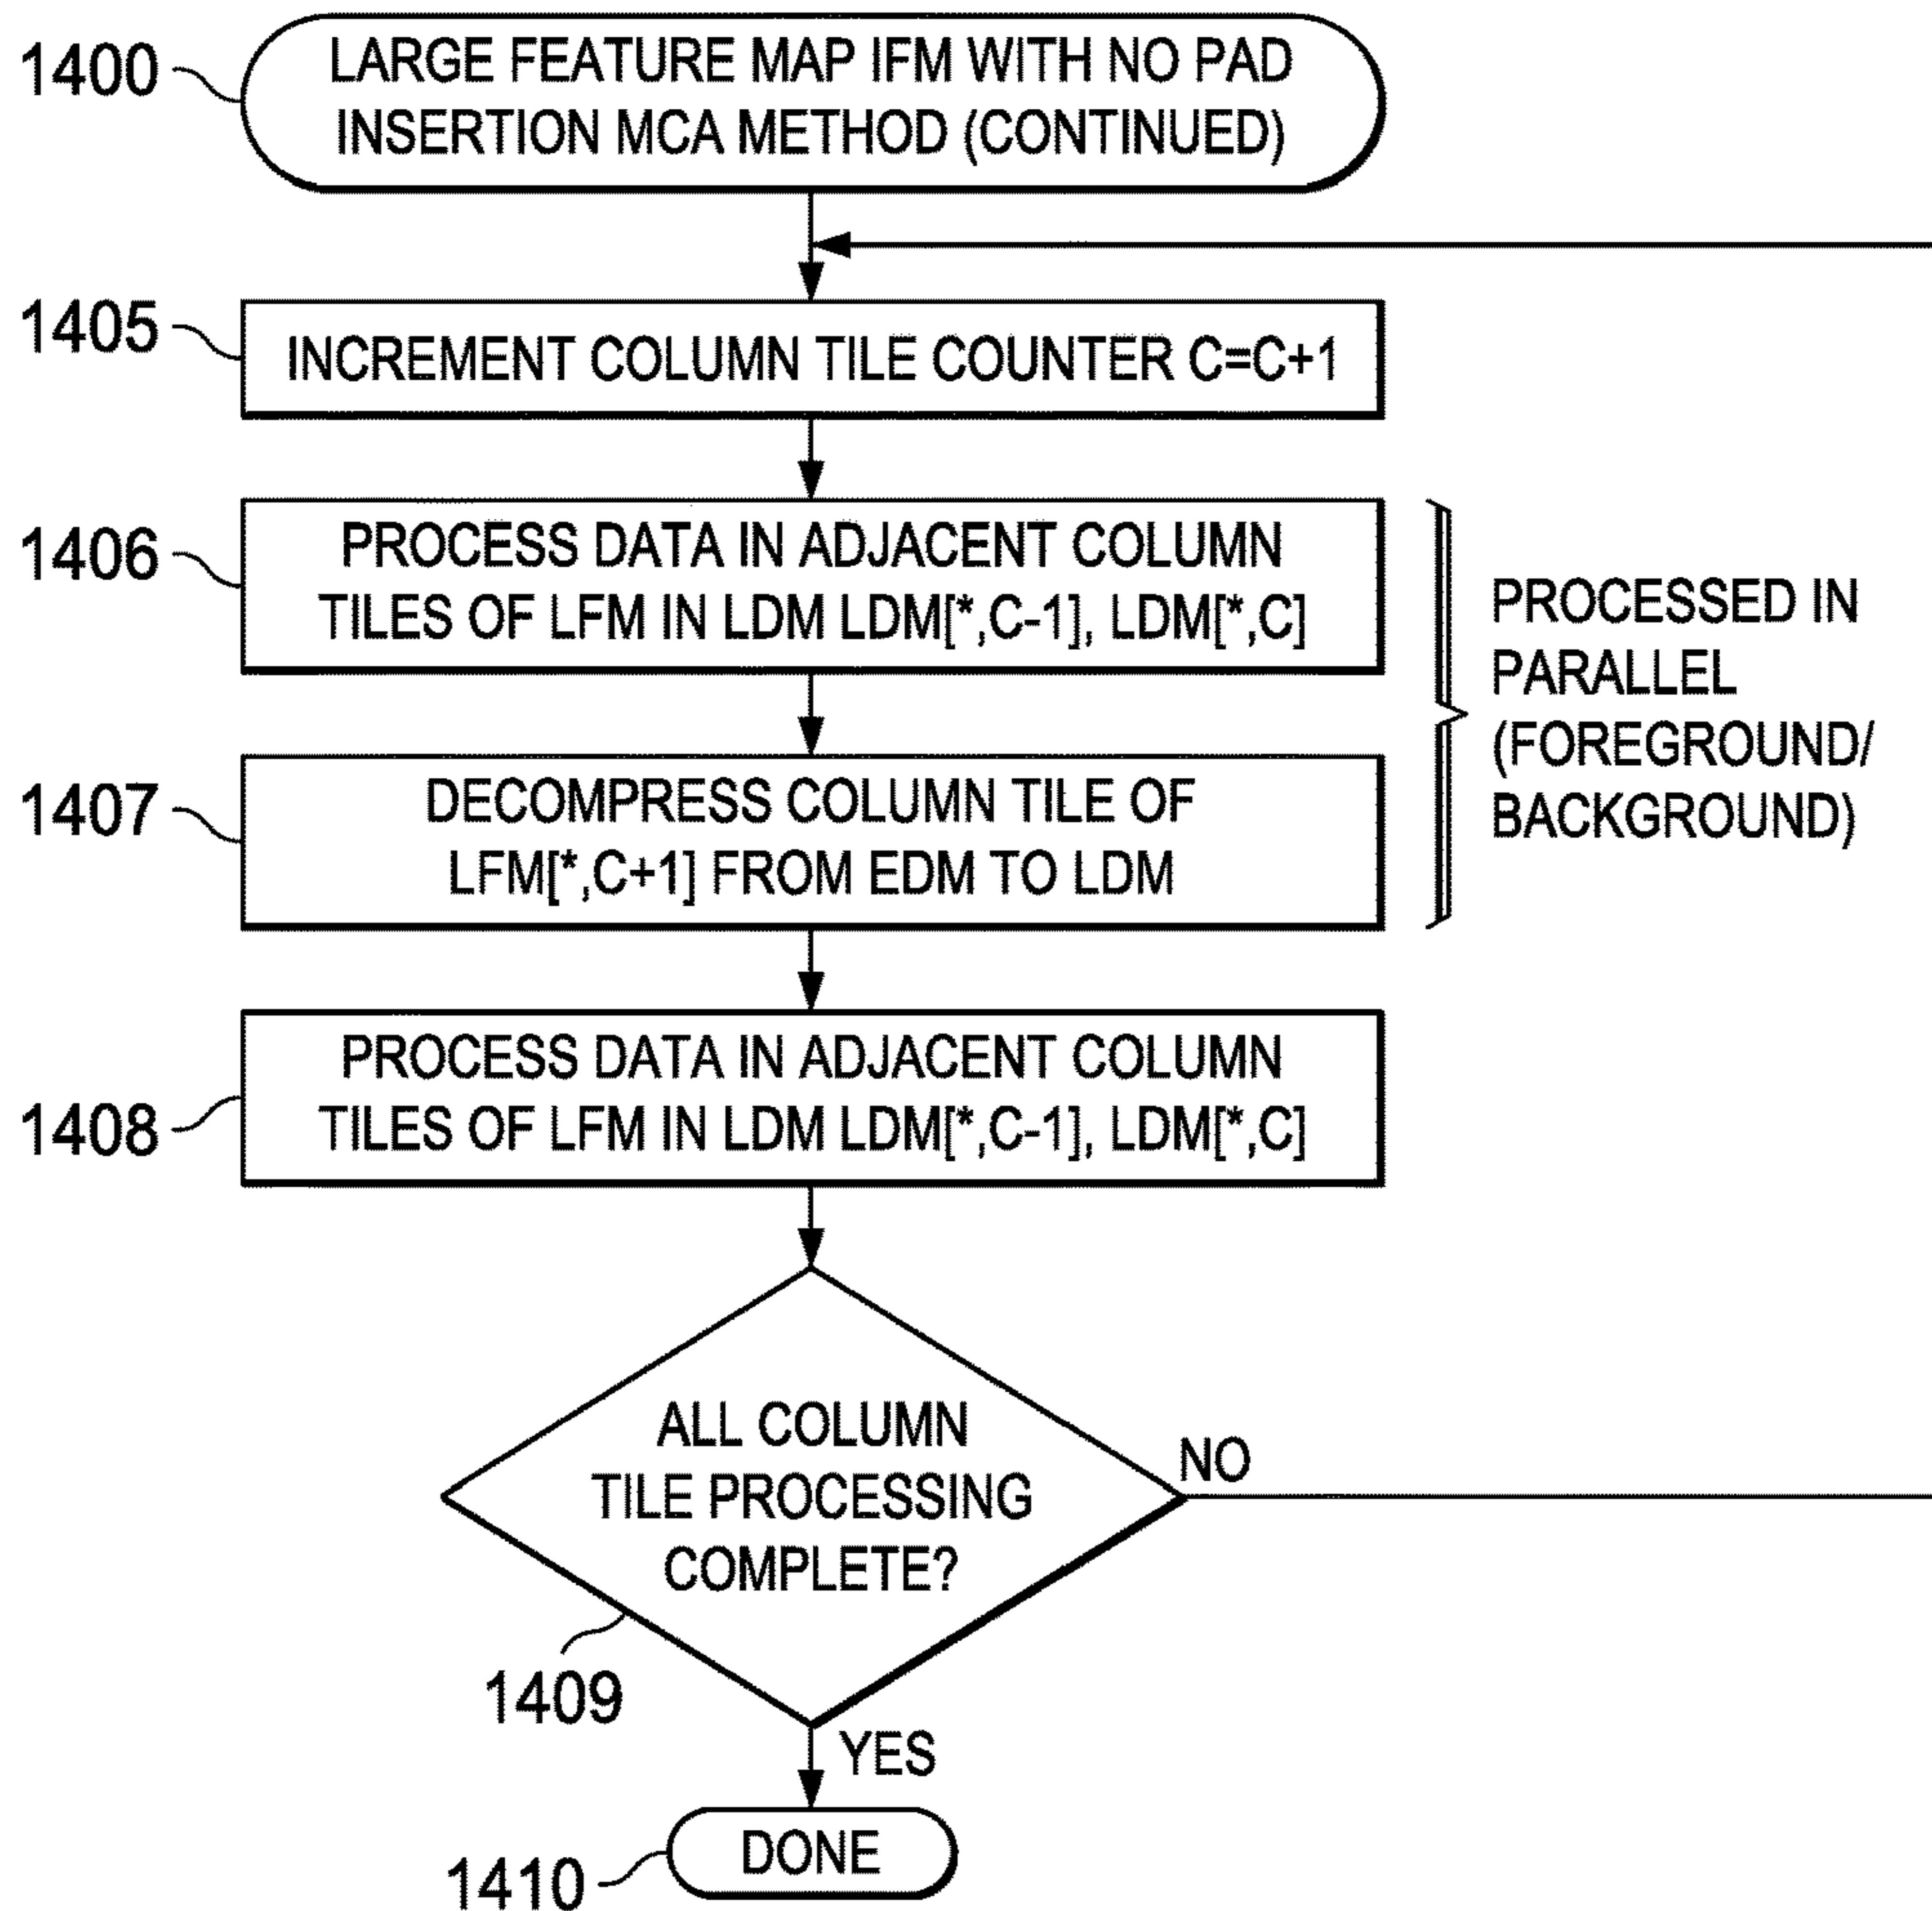 1400
LARGE FEATURE MAP IFM WITH NO PAD
INSERTION MCA METHOD (CONTINUED)
1405
INCREMENT COLUMN TILE COUNTER C=C+1
1406
PROCESS DATA IN ADJACENT COLUMN
TILES OF LFM IN LDM LDM[*,C-1], LDM[*,C]
PROCESSED IN
PARALLEL
(FOREGROUND/
BACKGROUND)
1407
DECOMPRESS COLUMN TILE OF
LFM[*,C+1] FROM EDM TO LDM
1408
PROCESS DATA IN ADJACENT COLUMN
TILES OF LFM IN LDM LDM[*,C-1], LDM[*,C]
ALL COLUMN
TILE PROCESSING
COMPLETE?
NO
1409
YES
1410
DONE